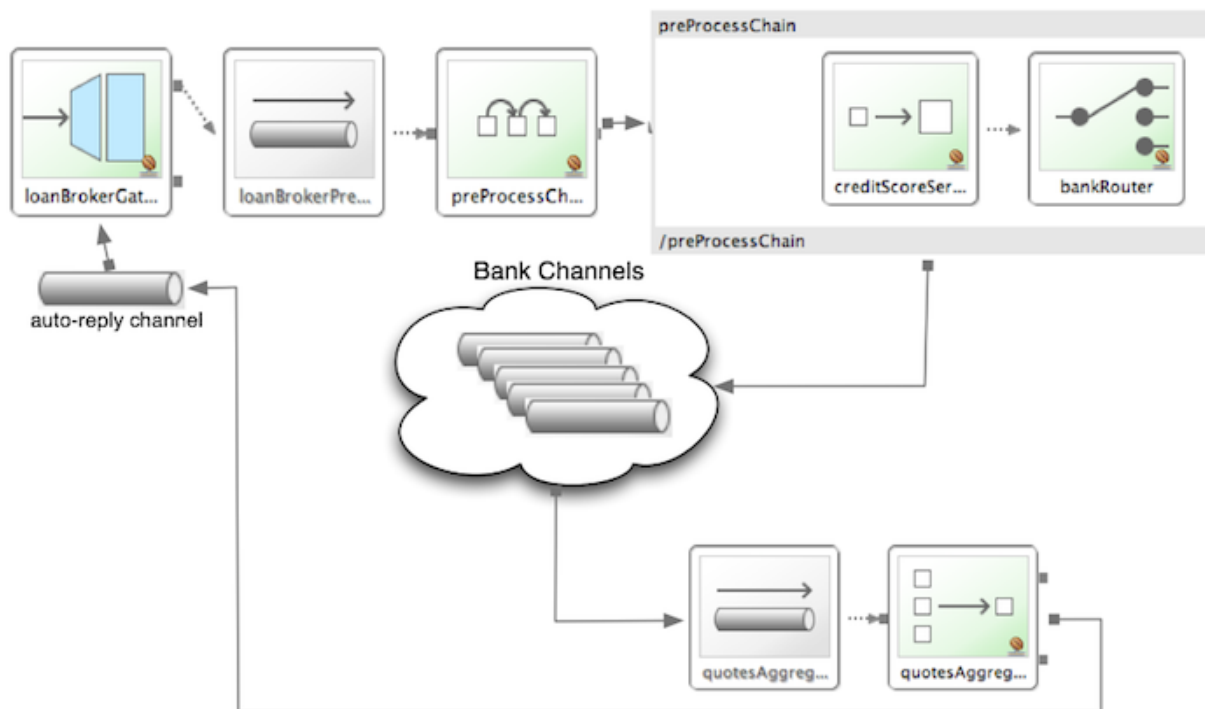 preProcessChain
loanBrokerGat...
loanBrokerPre...
preProcessCh...
creditScoreSer...
bankRouter
/preProcessChain
Bank Channels
auto-reply channel
quotesAggreg...
quotesAggreg...